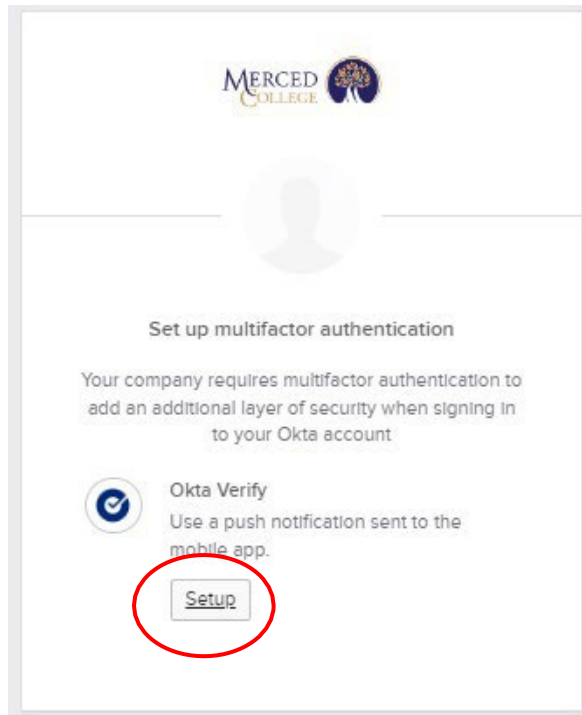 MERCED
COLLEGE
Set up multifactor authentication
Your company requires multifactor authentication to
add an additional layer of security when signing in
to your Okta account
Okta Verify
Use a push notification sent to the
mobile app.
Setup